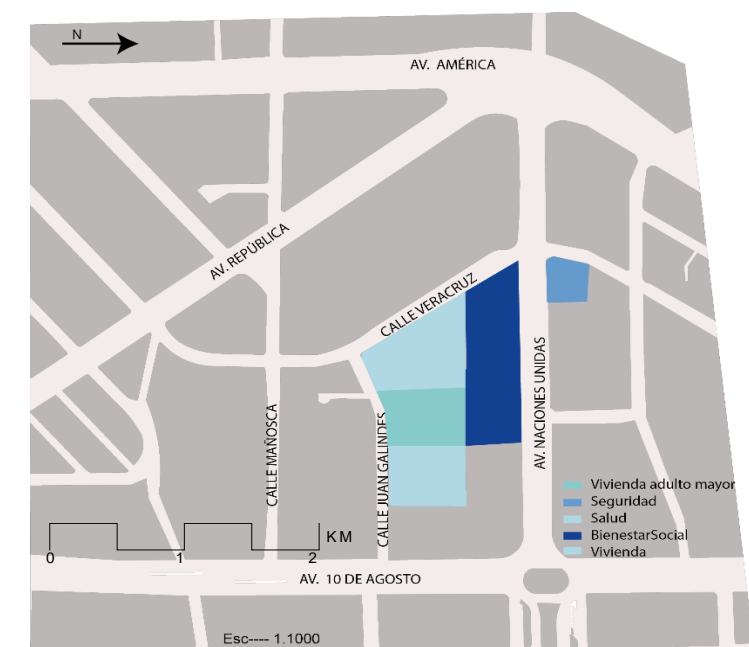 N
AV. AMÉRICA
AV. REPÚBLICA
CALLE VERACRUZ
AV. NACIONES UNIDAS
CALLE MAÑOSCA
CALLE JUAN GALINDES
Vivienda adulto mayor
Seguridad
Salud
BienestarSocial
Vivienda
KM
0 1 2
AV. 10 DE AGOSTO
Esc---- 1.1000